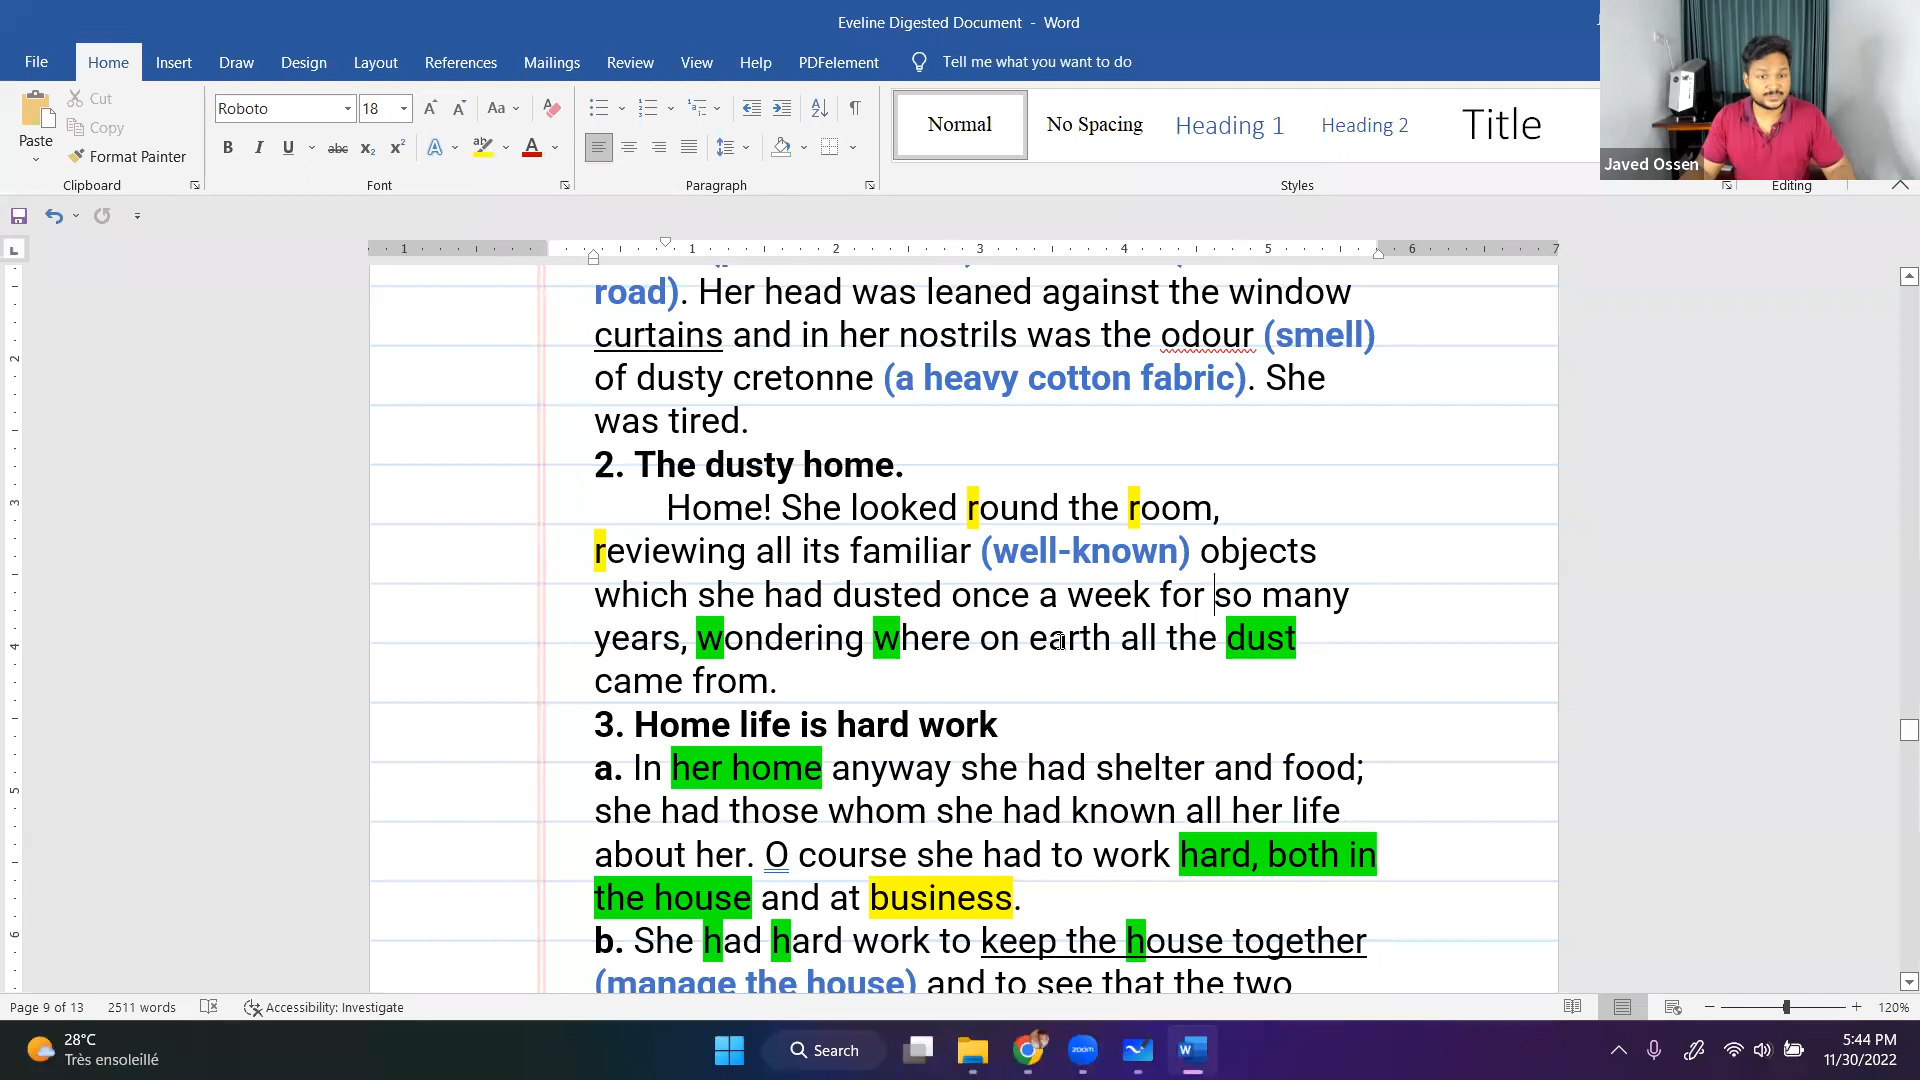 Eveline Digested Document - Word
File Home Insert Draw Design Layout References Mailings Review View Help PDFelement Tell me what you want to do
Cut
Copy
Format Painter
Paste
Clipboard
Roboto 18
Font
Paragraph
Normal
No Spacing
Heading 1
Heading 2
Title
Styles
Editing
Javed Ossen
1 1 2 3 4 5 6 7
road). Her head was leaned against the window
curtains and in her nostrils was the odour (smell)
of dusty cretonne (a heavy cotton fabric). She
was tired.
2. The dusty home.
Home! She looked round the room,
reviewing all its familiar (well-known) objects
which she had dusted once a week for so many
years, wondering where on earth all the dust
came from.
3. Home life is hard work
a. In her home anyway she had shelter and food;
she had those whom she had known all her life
about her. O course she had to work hard, both in
the house and at business.
b. She had hard work to keep the house together
(manage the house) and to see that the two
Page 9 of 13 2511 words Accessibility: Investigate 120%
28°C
Très ensoleillé
Search
zoom
5:44 PM
11/30/2022